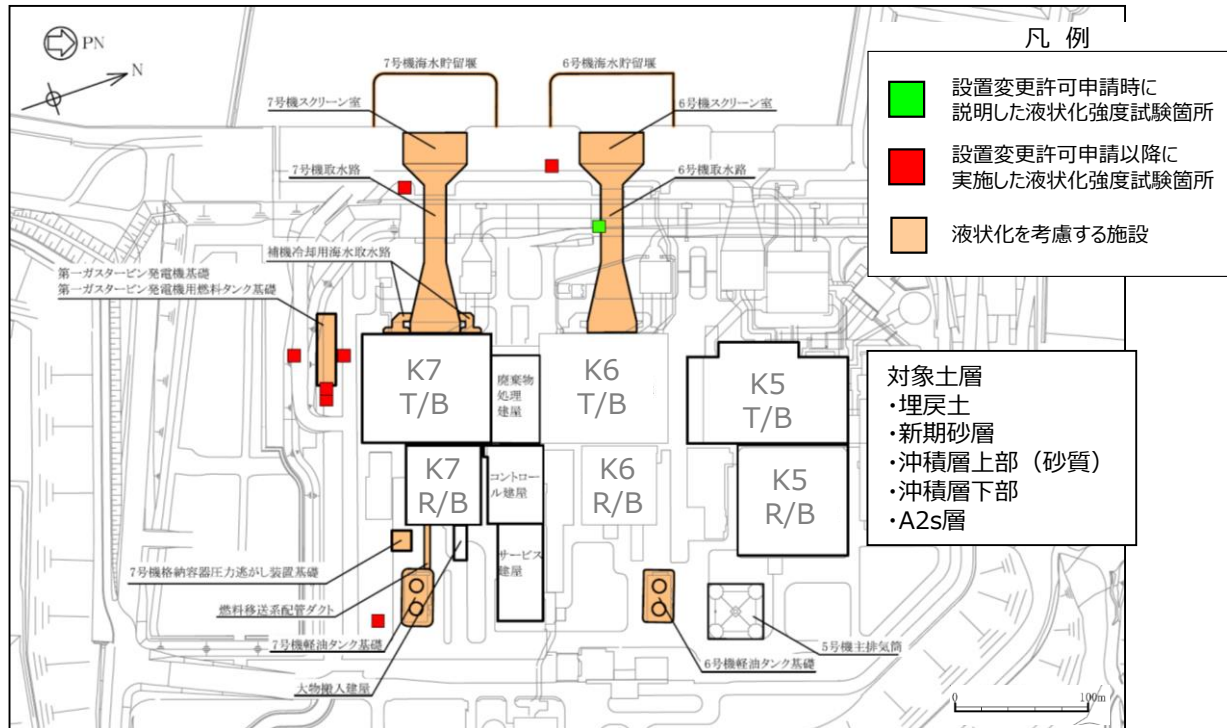 PN
N
7号機海水貯留堰
6号機海水貯留堰
7号機スクリーン室
6号機スクリーン室
7号機取水路
6号機取水路
補機冷却用海水取水路
第一ガスタービン発電機基礎
第一ガスタービン発電機用燃料タンク基礎
K7
T/B
廃棄物
処理
建屋
K6
T/B
K5
T/B
K7
R/B
コントロー
ル建屋
K6
R/B
K5
R/B
サービス
建屋
7号機格納容器圧力逃がし装置基礎
燃料移送系配管ダクト
7号機軽油タンク基礎
大物搬入建屋
6号機軽油タンク基礎
5号機主排気筒
0
100m
凡 例
設置変更許可申請時に
説明した液状化強度試験箇所
設置変更許可申請以降に
実施した液状化強度試験箇所
液状化を考慮する施設
対象土層
・埋戻土
・新期砂層
・沖積層上部（砂質）
・沖積層下部
・A2s層